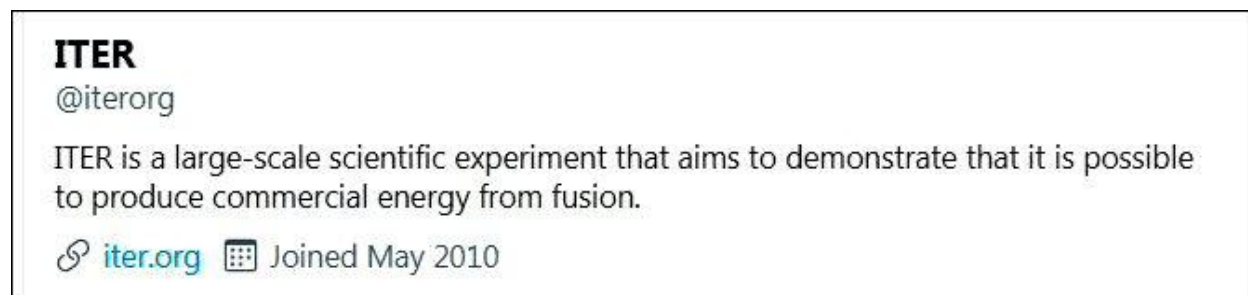 ITER
@iterorg
ITER is a large-scale scientific experiment that aims to demonstrate that it is possible
to produce commercial energy from fusion.
iter.org Joined May 2010